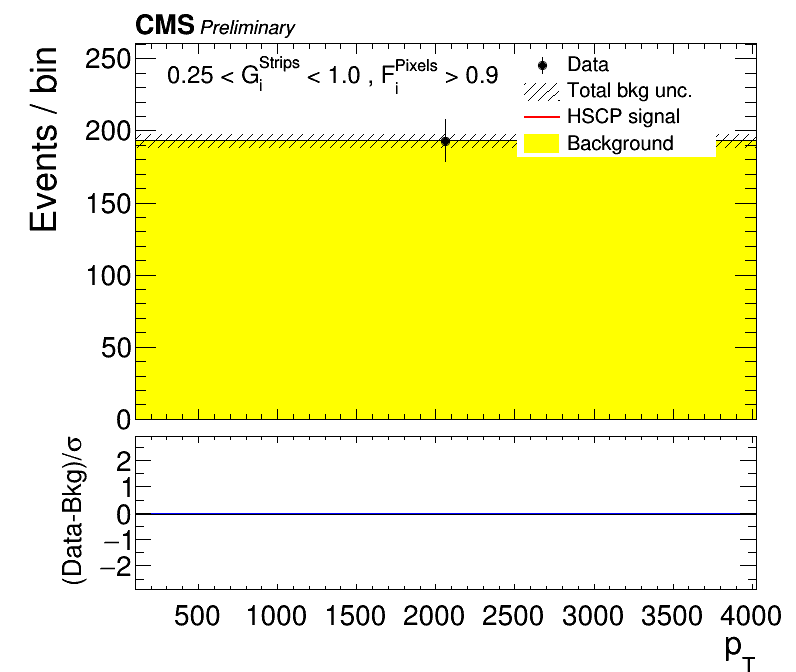 CMS Preliminary
0.25 < G_i^Strips < 1.0 , F_i^Pixels > 0.9
Data
Total bkg unc.
HSCP signal
Background
Events / bin
250
200
150
100
50
0
(Data-Bkg)/σ
2
1
0
−1
−2
500 1000 1500 2000 2500 3000 3500 4000
p_T